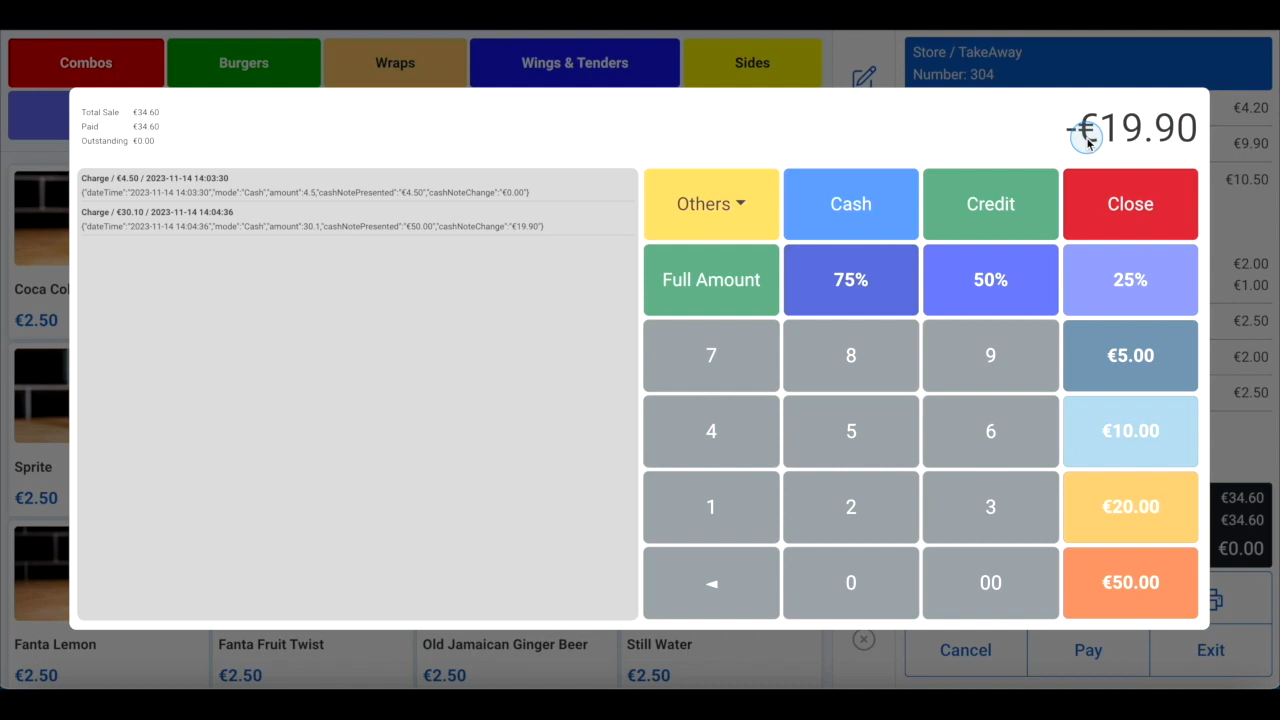 Combos
Burgers
Wraps
Wings & Tenders
Sides
Store / TakeAway
Number: 304
Total Sale €34.60
Paid €34.60
Outstanding €0.00
-€19.90
Charge / €4.50 / 2023-11-14 14:03:30
{"dateTime":"2023-11-14 14:03:30","mode":"Cash","amount":4.5,"cashNotePresented":"€4.50","cashNoteChange":"€0.00"}
Charge / €30.10 / 2023-11-14 14:04:36
{"dateTime":"2023-11-14 14:04:36","mode":"Cash","amount":30.1,"cashNotePresented":"€50.00","cashNoteChange":"€19.90"}
Others Cash Credit Close
Full Amount 75% 50% 25%
7 8 9 €5.00
4 5 6 €10.00
1 2 3 €20.00
0 00 €50.00
€4.20
€9.90
€10.50
€2.00
€1.00
€2.50
€2.00
€2.50
€34.60
€34.60
€0.00
Coca Col
€2.50
Sprite
€2.50
Fanta Lemon
€2.50
Fanta Fruit Twist
€2.50
Old Jamaican Ginger Beer
€2.50
Still Water
€2.50
Cancel
Pay
Exit